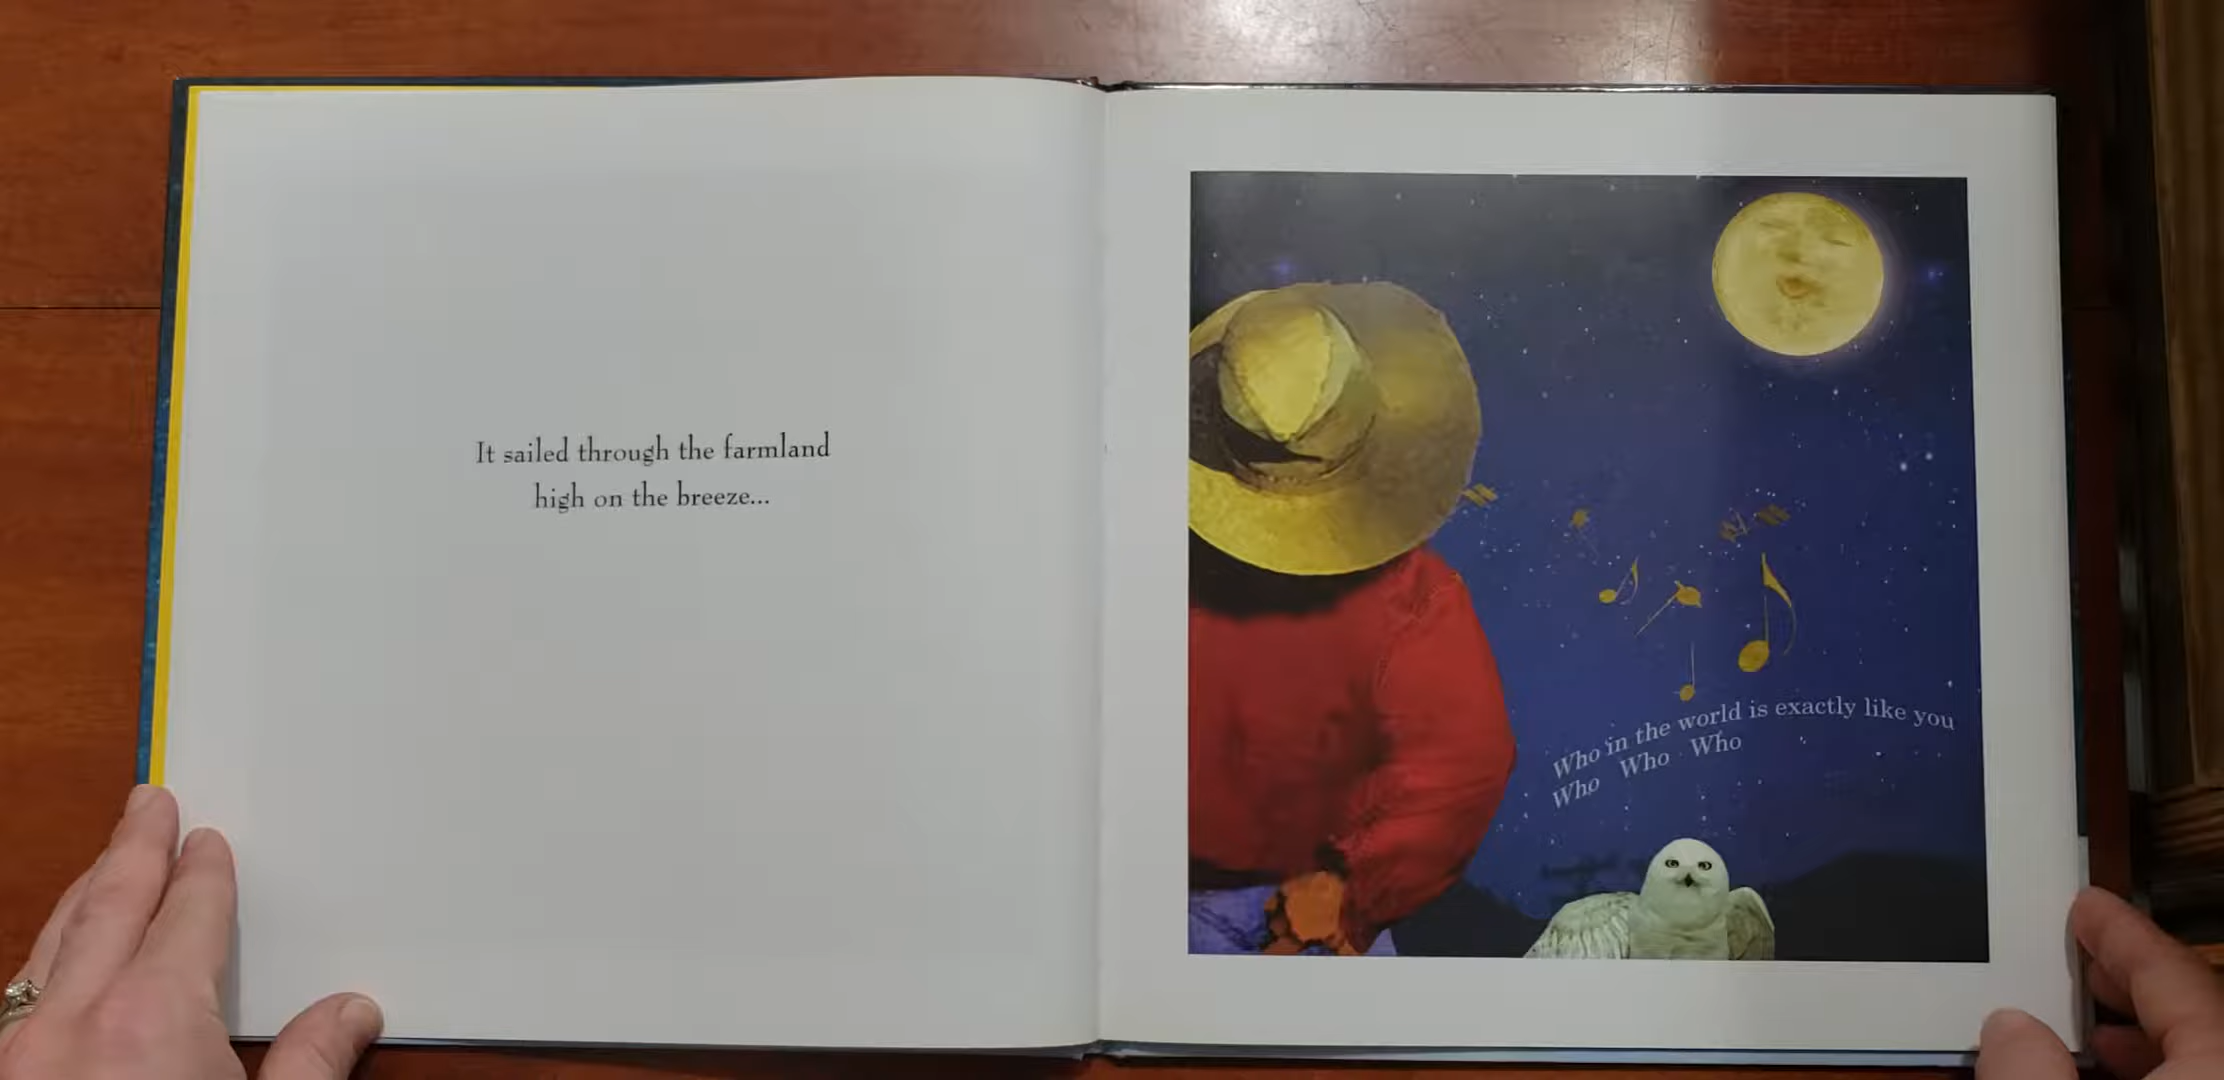 It sailed through the farmland
high on the breeze...
Who in the world is exactly like you
Who Who Who